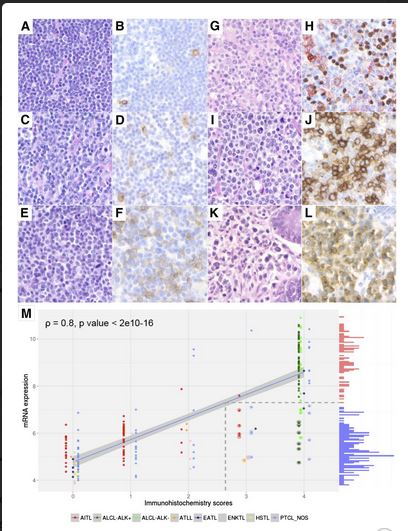 A B G H
C D I J
E F K L
M
ρ = 0.8, p value < 2e10-16
mRNA expression
10
8
6
4
0 1 2 3 4
Immunohistochemistry scores
AITL ALCL-ALK+ ALCL-ALK- ATLL EATL ENKTL HSTL PTCL_NOS